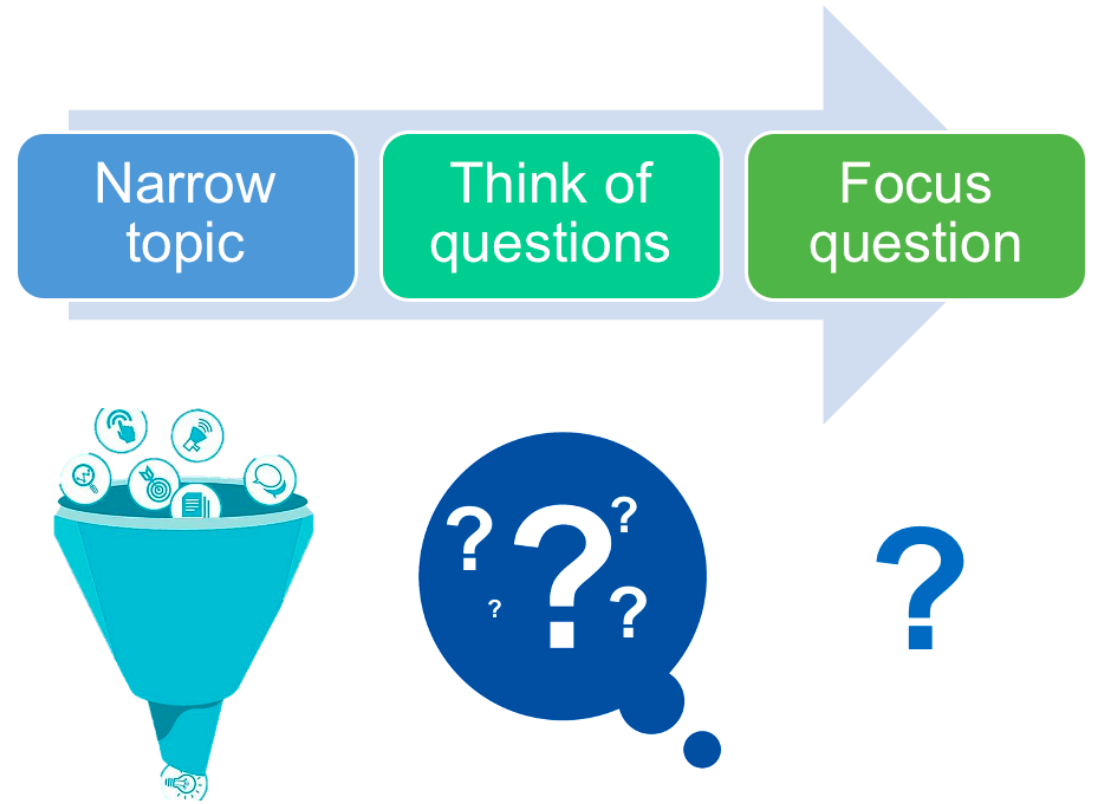 Narrow
topic
Think of
questions
Focus
question
? ? ? ? ?
?